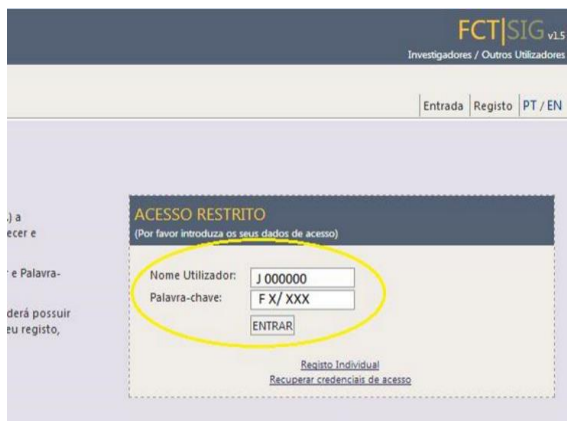 FCT|SIG v1.5
Investigadores / Outros Utilizadores
Entrada | Registo | PT / EN
.) a
ecer e
r e Palavra-
derá possuir
eu registo,
ACESSO RESTRITO
(Por favor introduza os seus dados de acesso)
Nome Utilizador: J 000000
Palavra-chave: F X/ XXX
ENTRAR
Registo Individual
Recuperar credenciais de acesso